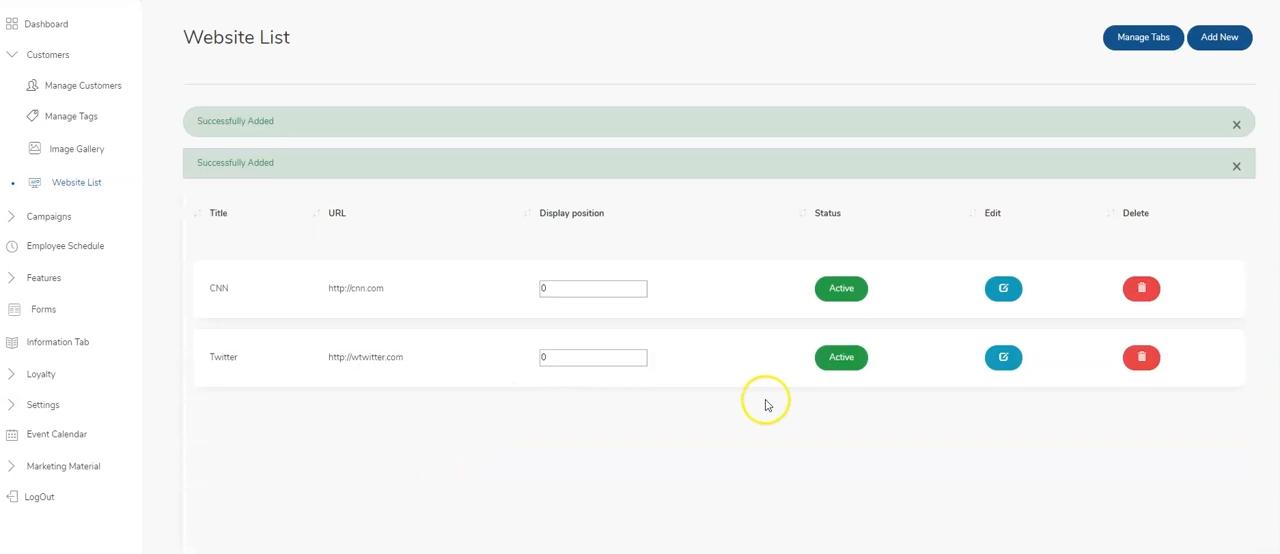 Dashboard
Customers
Manage Customers
Manage Tags
Image Gallery
Website List
Campaigns
Employee Schedule
Features
Forms
Information Tab
Loyalty
Settings
Event Calendar
Marketing Material
LogOut
Website List
Manage Tabs Add New
Successfully Added
Successfully Added
Title URL Display position Status Edit Delete
CNN http://cnn.com 0 Active
Twitter http://wtwitter.com 0 Active